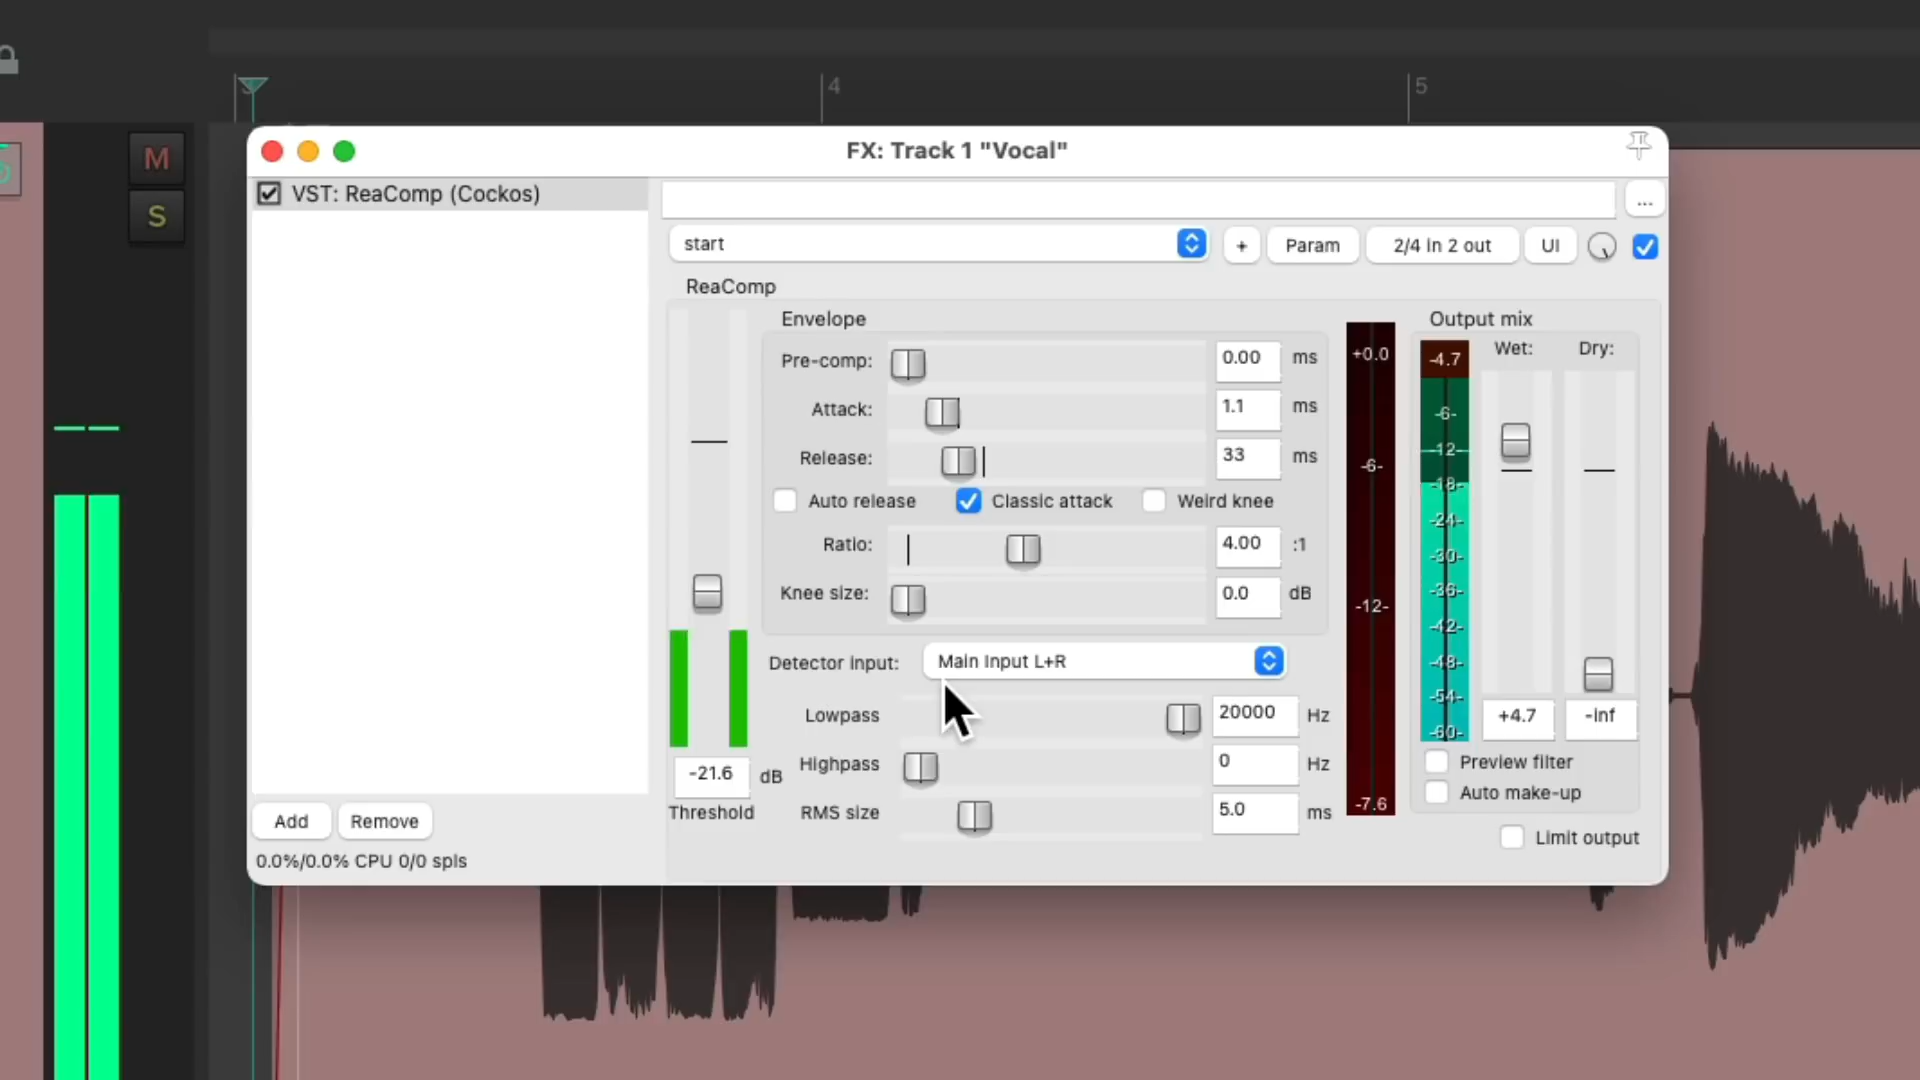 3
4
5
M
S
FX: Track 1 "Vocal"
VST: ReaComp (Cockos)
...
start
+
Param
2/4 in 2 out
UI
ReaComp
Envelope
Pre-comp: 0.00 ms
Attack: 1.1 ms
Release: 33 ms
Auto release Classic attack Weird knee
Ratio: 4.00 :1
Knee size: 0.0 dB
Detector input: Main Input L+R
Lowpass 20000 Hz
Highpass 0 Hz
RMS size 5.0 ms
-21.6 dB
Threshold
+0.0
-6-
-12-
-7.6
Output mix
Wet: Dry:
-4.7
-6-
-12-
-18-
-24-
-30-
-36-
-42-
-48-
-54-
-60-
+4.7 -inf
Preview filter
Auto make-up
Limit output
Add Remove
0.0%/0.0% CPU 0/0 spls